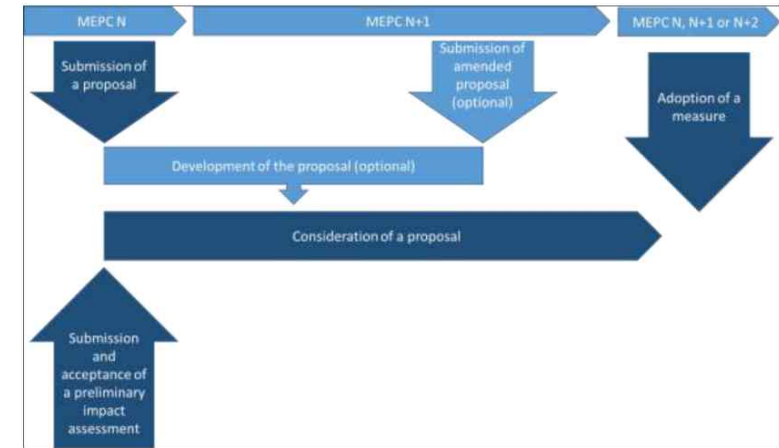 MEPC N
MEPC N+1
MEPC N, N+1 or N+2
Submission of
a proposal
Submission of
amended
proposal
(optional)
Adoption of a
measure
Development of the proposal (optional)
Consideration of a proposal
Submission
and
acceptance of
a preliminary
impact
assessment